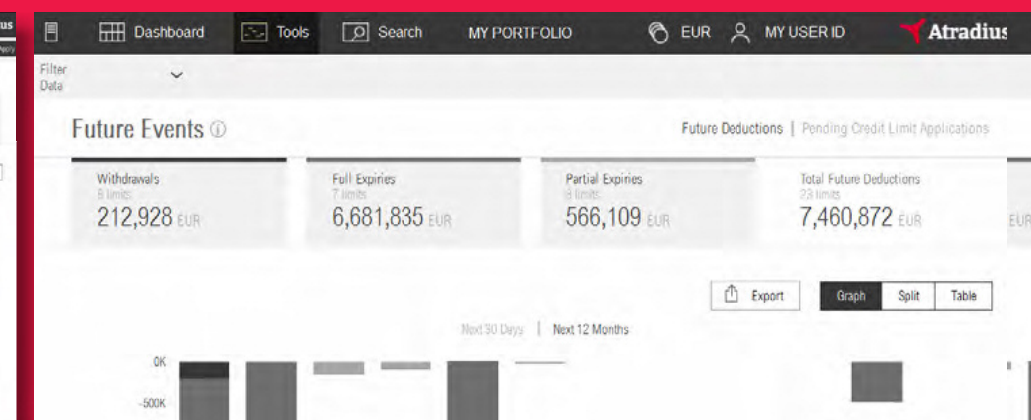 Dashboard Tools Search MY PORTFOLIO EUR MY USER ID Atradius
Filter
Data
Future Events
Future Deductions | Pending Credit Limit Applications
Withdrawals Full Expiries Partial Expiries Total Future Deductions
limits 7 limits limits 23 limits
212,928 EUR 6,681,835 EUR 566,109 EUR 7,460,872 EUR EUR
Export Graph Split Table
Next 90 Days | Next 12 Months
0K
-500K